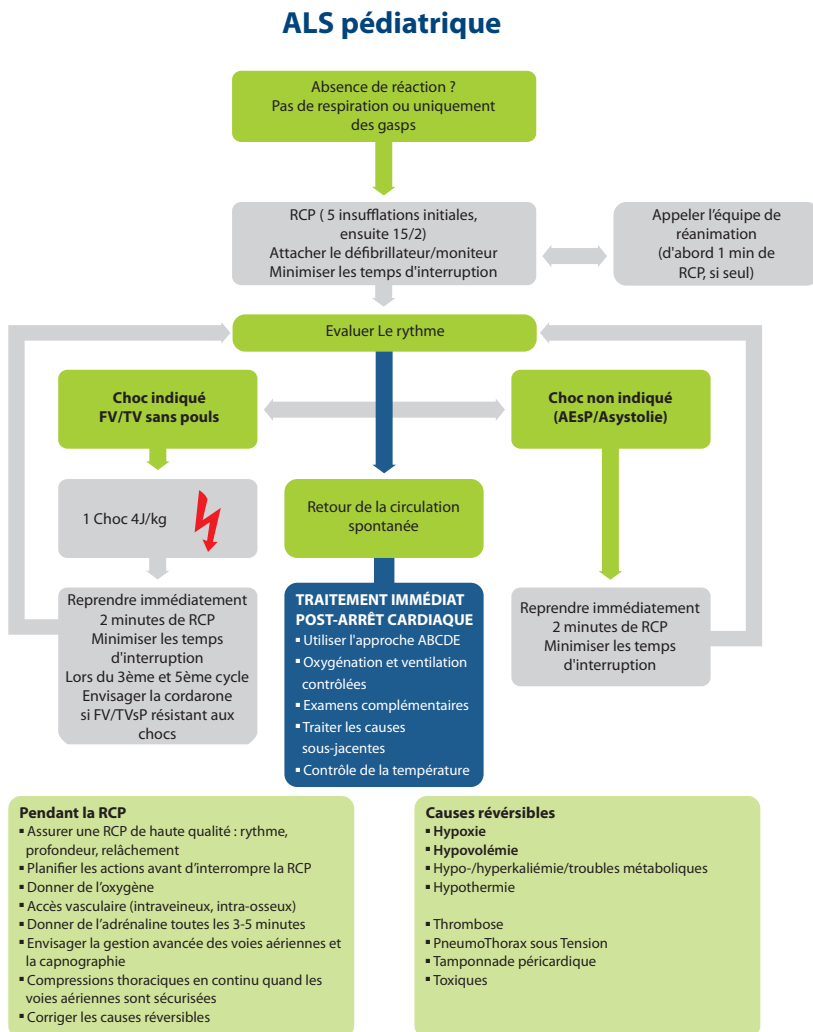 ALS pédiatrique
Absence de réaction ?
Pas de respiration ou uniquement
des gasps
RCP ( 5 insufflations initiales,
ensuite 15/2)
Attacher le défibrillateur/moniteur
Minimiser les temps d'interruption
Appeler l'équipe de
réanimation
(d'abord 1 min de
RCP, si seul)
Evaluer Le rythme
Choc indiqué
FV/TV sans pouls
Choc non indiqué
(AEsP/Asystolie)
1 Choc 4J/kg
Retour de la circulation
spontanée
Reprendre immédiatement
2 minutes de RCP
Minimiser les temps
d'interruption
Lors du 3ème et 5ème cycle
Envisager la cordarone
si FV/TVsP résistant aux
chocs
TRAITEMENT IMMÉDIAT
POST-ARRÊT CARDIAQUE
▪ Utiliser l'approche ABCDE
▪ Oxygénation et ventilation
contrôlées
▪ Examens complémentaires
▪ Traiter les causes
sous-jacentes
▪ Contrôle de la température
Reprendre immédiatement
2 minutes de RCP
Minimiser les temps
d'interruption
Pendant la RCP
▪ Assurer une RCP de haute qualité : rythme,
profondeur, relâchement
▪ Planifier les actions avant d'interrompre la RCP
▪ Donner de l'oxygène
▪ Accès vasculaire (intraveineux, intra-osseux)
▪ Donner de l'adrénaline toutes les 3-5 minutes
▪ Envisager la gestion avancée des voies aériennes et
la capnographie
▪ Compressions thoraciques en continu quand les
voies aériennes sont sécurisées
▪ Corriger les causes réversibles
Causes révérsibles
▪ Hypoxie
▪ Hypovolémie
▪ Hypo-/hyperkaliémie/troubles métaboliques
▪ Hypothermie
▪ Thrombose
▪ PneumoThorax sous Tension
▪ Tamponnade péricardique
▪ Toxiques